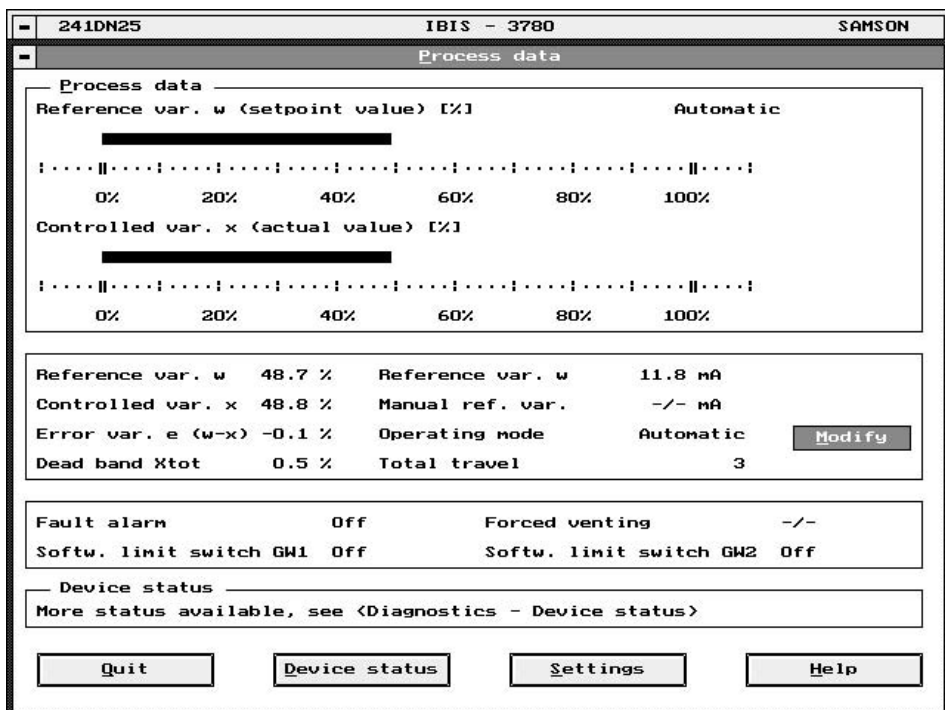 241DN25 IBIS - 3780 SAMSON
Process data
Process data
Reference var. w (setpoint value) [%] Automatic
0% 20% 40% 60% 80% 100%
Controlled var. x (actual value) [%]
0% 20% 40% 60% 80% 100%
Reference var. w 48.7 % Reference var. w 11.8 mA
Controlled var. x 48.8 % Manual ref. var. -/- mA
Error var. e (w-x) -0.1 % Operating mode Automatic Modify
Dead band Xtot 0.5 % Total travel 3
Fault alarm Off Forced venting -/-
Softw. limit switch GW1 Off Softw. limit switch GW2 Off
Device status
More status available, see <Diagnostics - Device status>
Quit Device status Settings Help